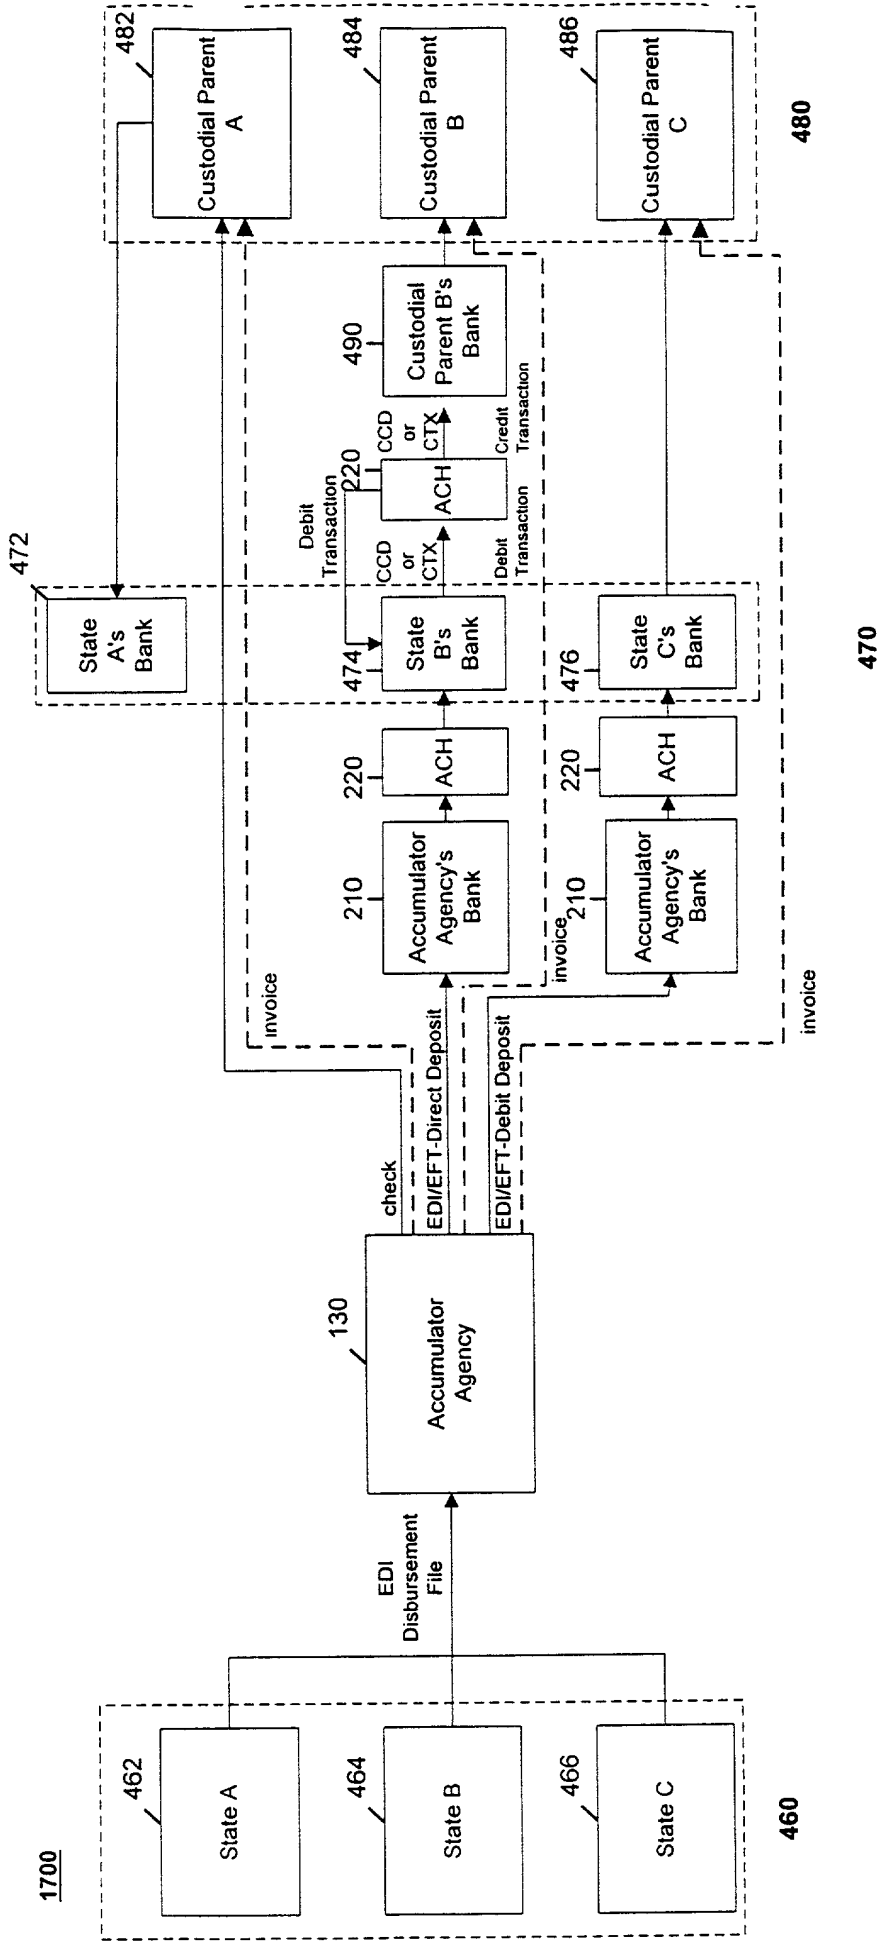 1700
462
State A
464
State B
466
State C
460
EDI
Disbursement
File
130
Accumulator
Agency
check
EDI/EFT-Direct Deposit
EDI/EFT-Debit Deposit
invoice
invoice
invoice
210
Accumulator
Agency's
Bank
220
ACH
210
Accumulator
Agency's
Bank
220
ACH
472
State
A's
Bank
474
State
B's
Bank
476
State
C's
Bank
470
Debit
Transaction
CCD
or
CTX
Debit
Transaction
220
ACH
CCD
or
CTX
Credit
Transaction
490
Custodial
Parent B's
Bank
482
Custodial Parent
A
484
Custodial Parent
B
486
Custodial Parent
C
480